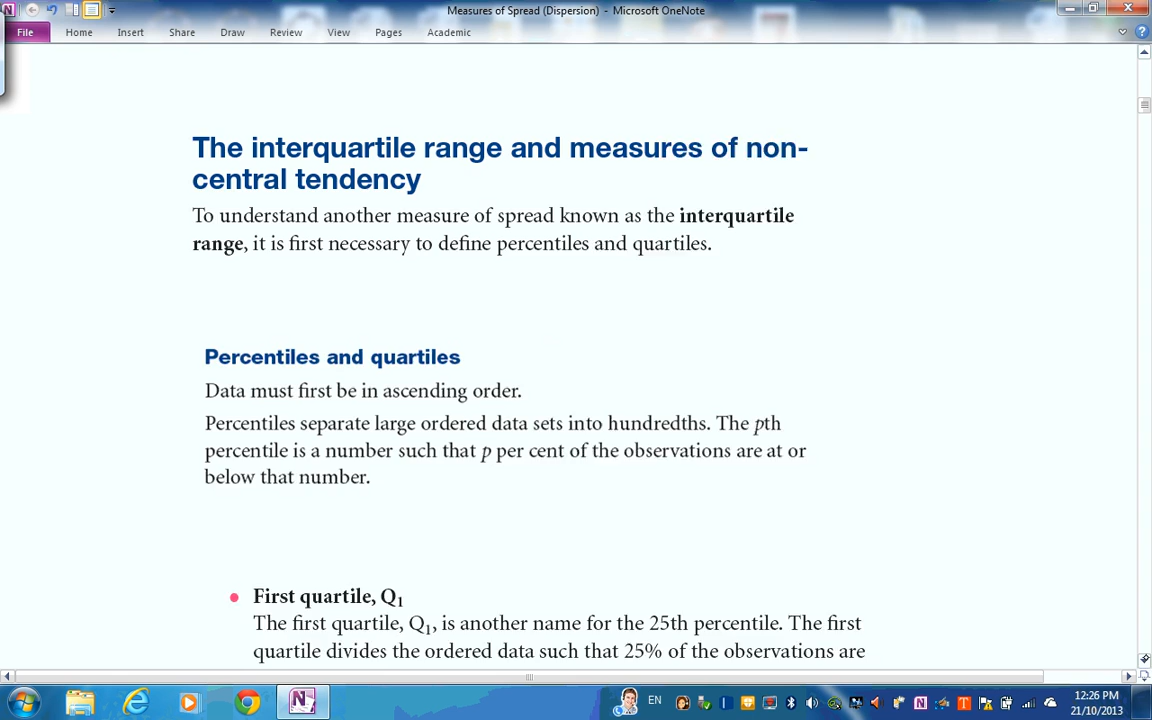 Measures of Spread (Dispersion) - Microsoft OneNote
File Home Insert Share Draw Review View Pages Academic
The interquartile range and measures of non-
central tendency
To understand another measure of spread known as the interquartile
range, it is first necessary to define percentiles and quartiles.
Percentiles and quartiles
Data must first be in ascending order.
Percentiles separate large ordered data sets into hundredths. The pth
percentile is a number such that p per cent of the observations are at or
below that number.
• First quartile, Q₁
The first quartile, Q₁, is another name for the 25th percentile. The first
quartile divides the ordered data such that 25% of the observations are
EN
12:26 PM
21/10/2013